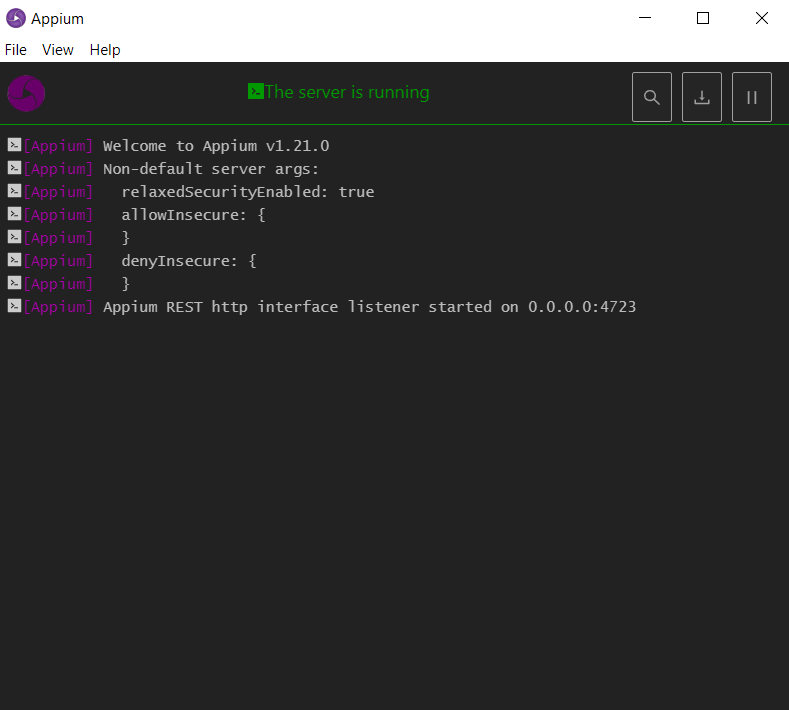 Appium
File View Help
The server is running
[Appium] Welcome to Appium v1.21.0
[Appium] Non-default server args:
[Appium]   relaxedSecurityEnabled: true
[Appium]   allowInsecure: {
[Appium]   }
[Appium]   denyInsecure: {
[Appium]   }
[Appium] Appium REST http interface listener started on 0.0.0.0:4723